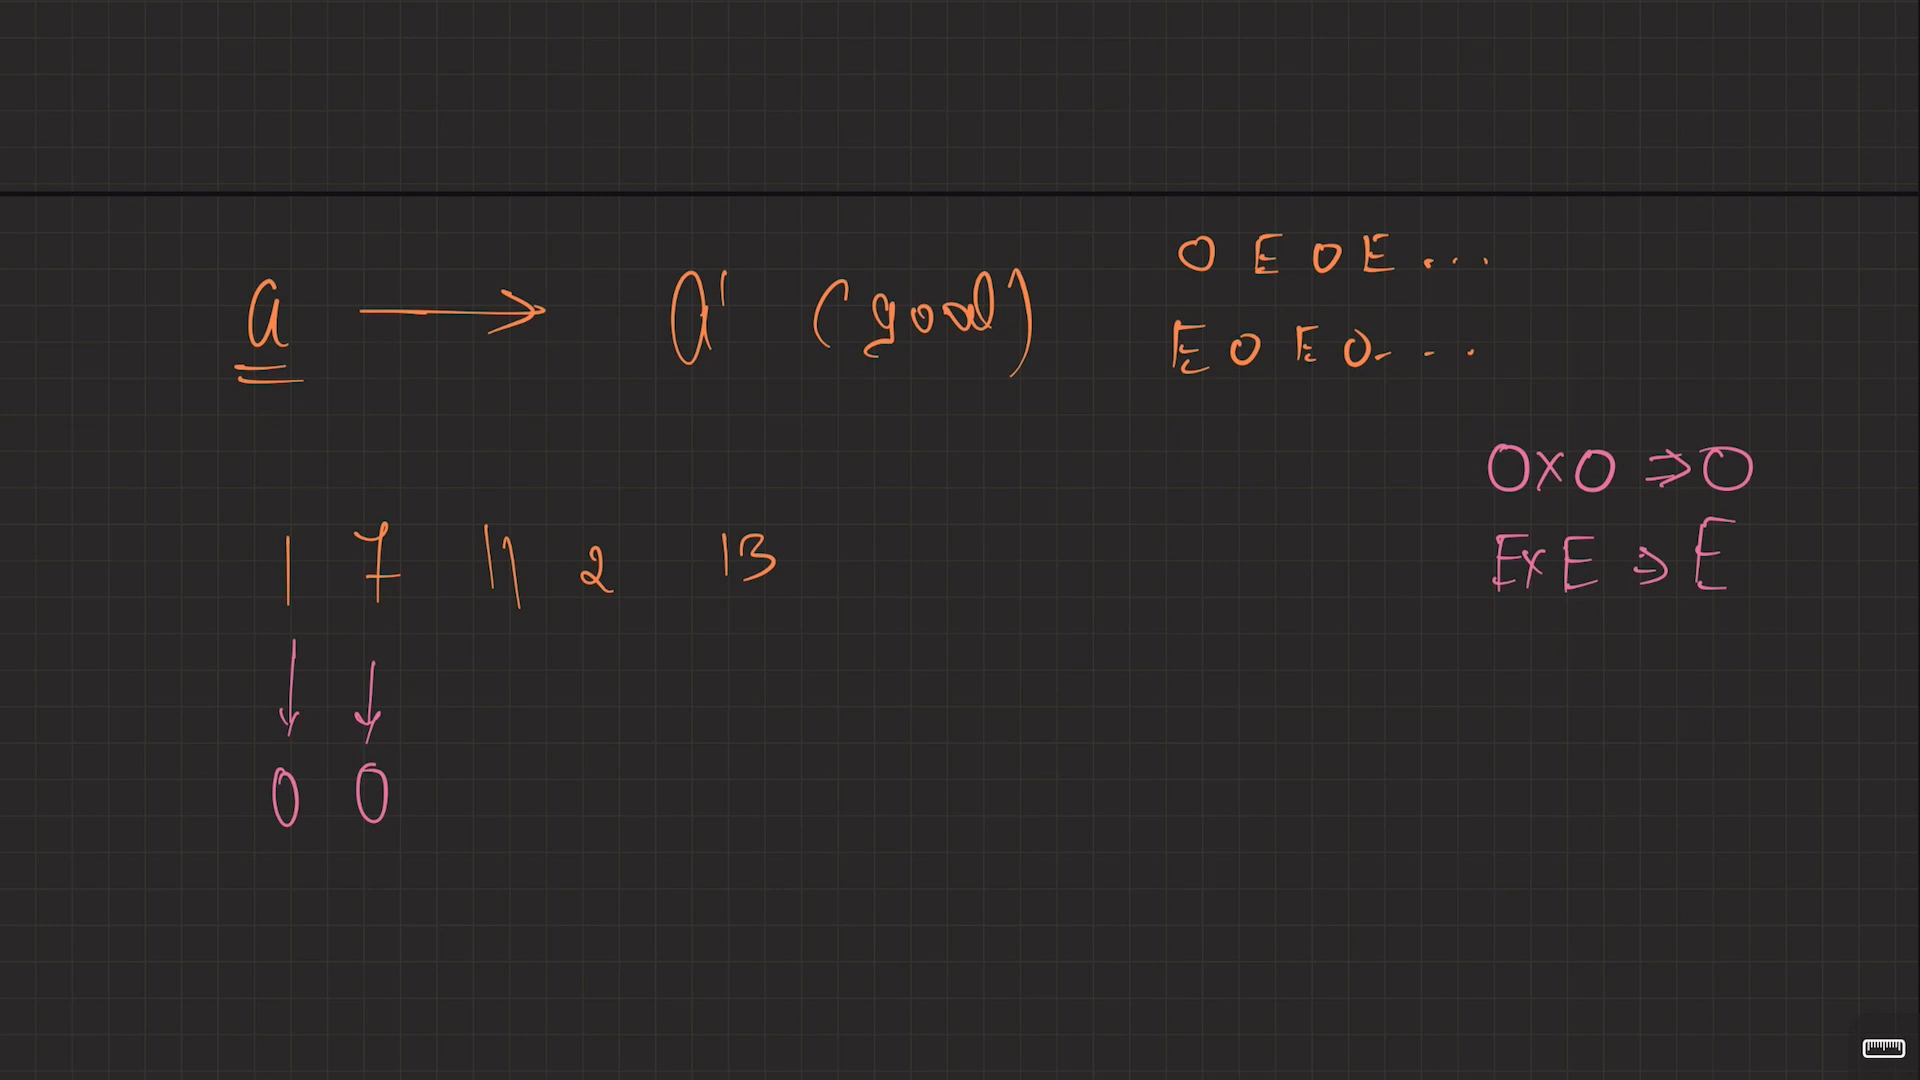 O E O E ...
a → a' (good)
E O E O ...
O × O ⇒ O
1 7 11 2 13
E × E ⇒ E
↓ ↓
O O